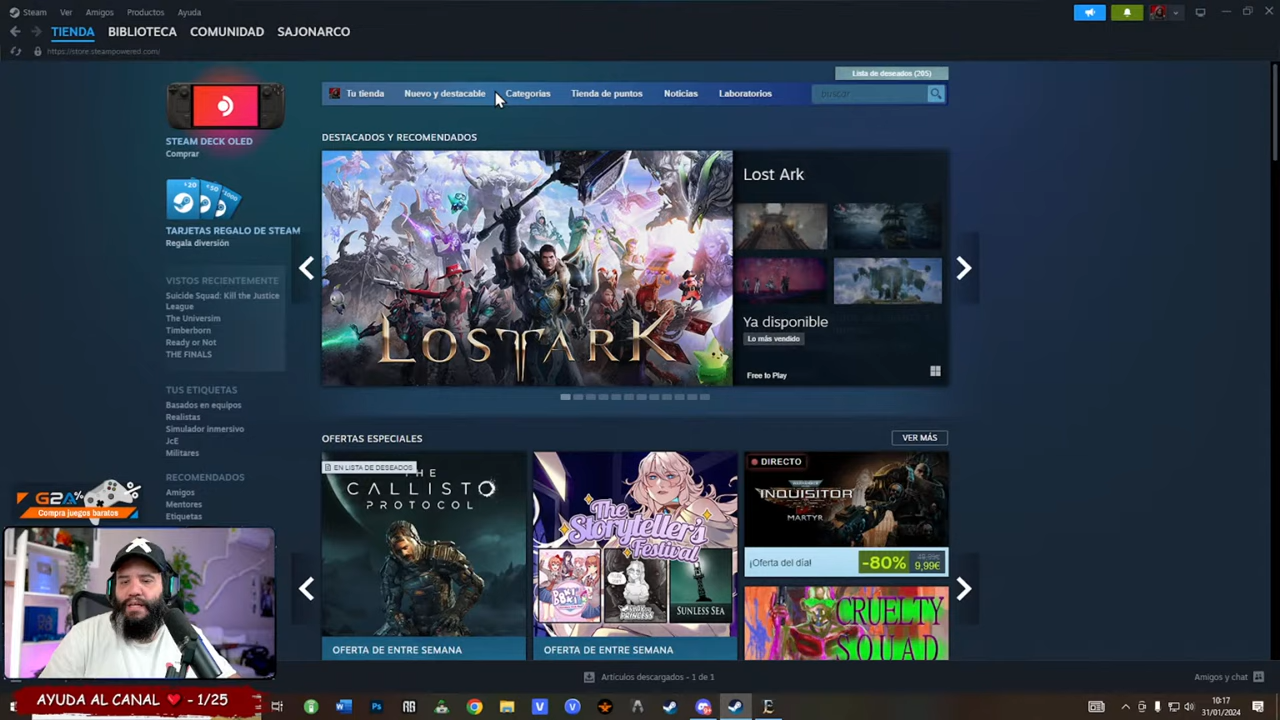 Steam Ver Amigos Productos Ayuda
TIENDA BIBLIOTECA COMUNIDAD SAJONARCO
https://store.steampowered.com/
Lista de deseados (205)
Tu tienda Nuevo y destacable Categorías Tienda de puntos Noticias Laboratorios buscar
STEAM DECK OLED
Comprar
TARJETAS REGALO DE STEAM
Regala diversión
VISTOS RECIENTEMENTE
Suicide Squad: Kill the Justice
League
The Universim
Timberborn
Ready or Not
THE FINALS
TUS ETIQUETAS
Basados en equipos
Realistas
Simulador inmersivo
JcE
Militares
RECOMENDADOS
Amigos
Mentores
Etiquetas
DESTACADOS Y RECOMENDADOS
LOST ARK
Lost Ark
Ya disponible
Lo más vendido
Free to Play
OFERTAS ESPECIALES
VER MÁS
EN LISTA DE DESEADOS
THE
CALLISTO
PROTOCOL
OFERTA DE ENTRE SEMANA
The
Storyteller's
Festival
SUNLESS SEA
OFERTA DE ENTRE SEMANA
DIRECTO
INQUISITOR
MARTYR
¡Oferta del día! -80% 49,99€
9,99€
CRUELTY
SQUAD
G2A%
Compra juegos baratos
AYUDA AL CANAL ❤ - 1/25
Artículos descargados - 1 de 1
Amigos y chat
10:17
31/01/2024